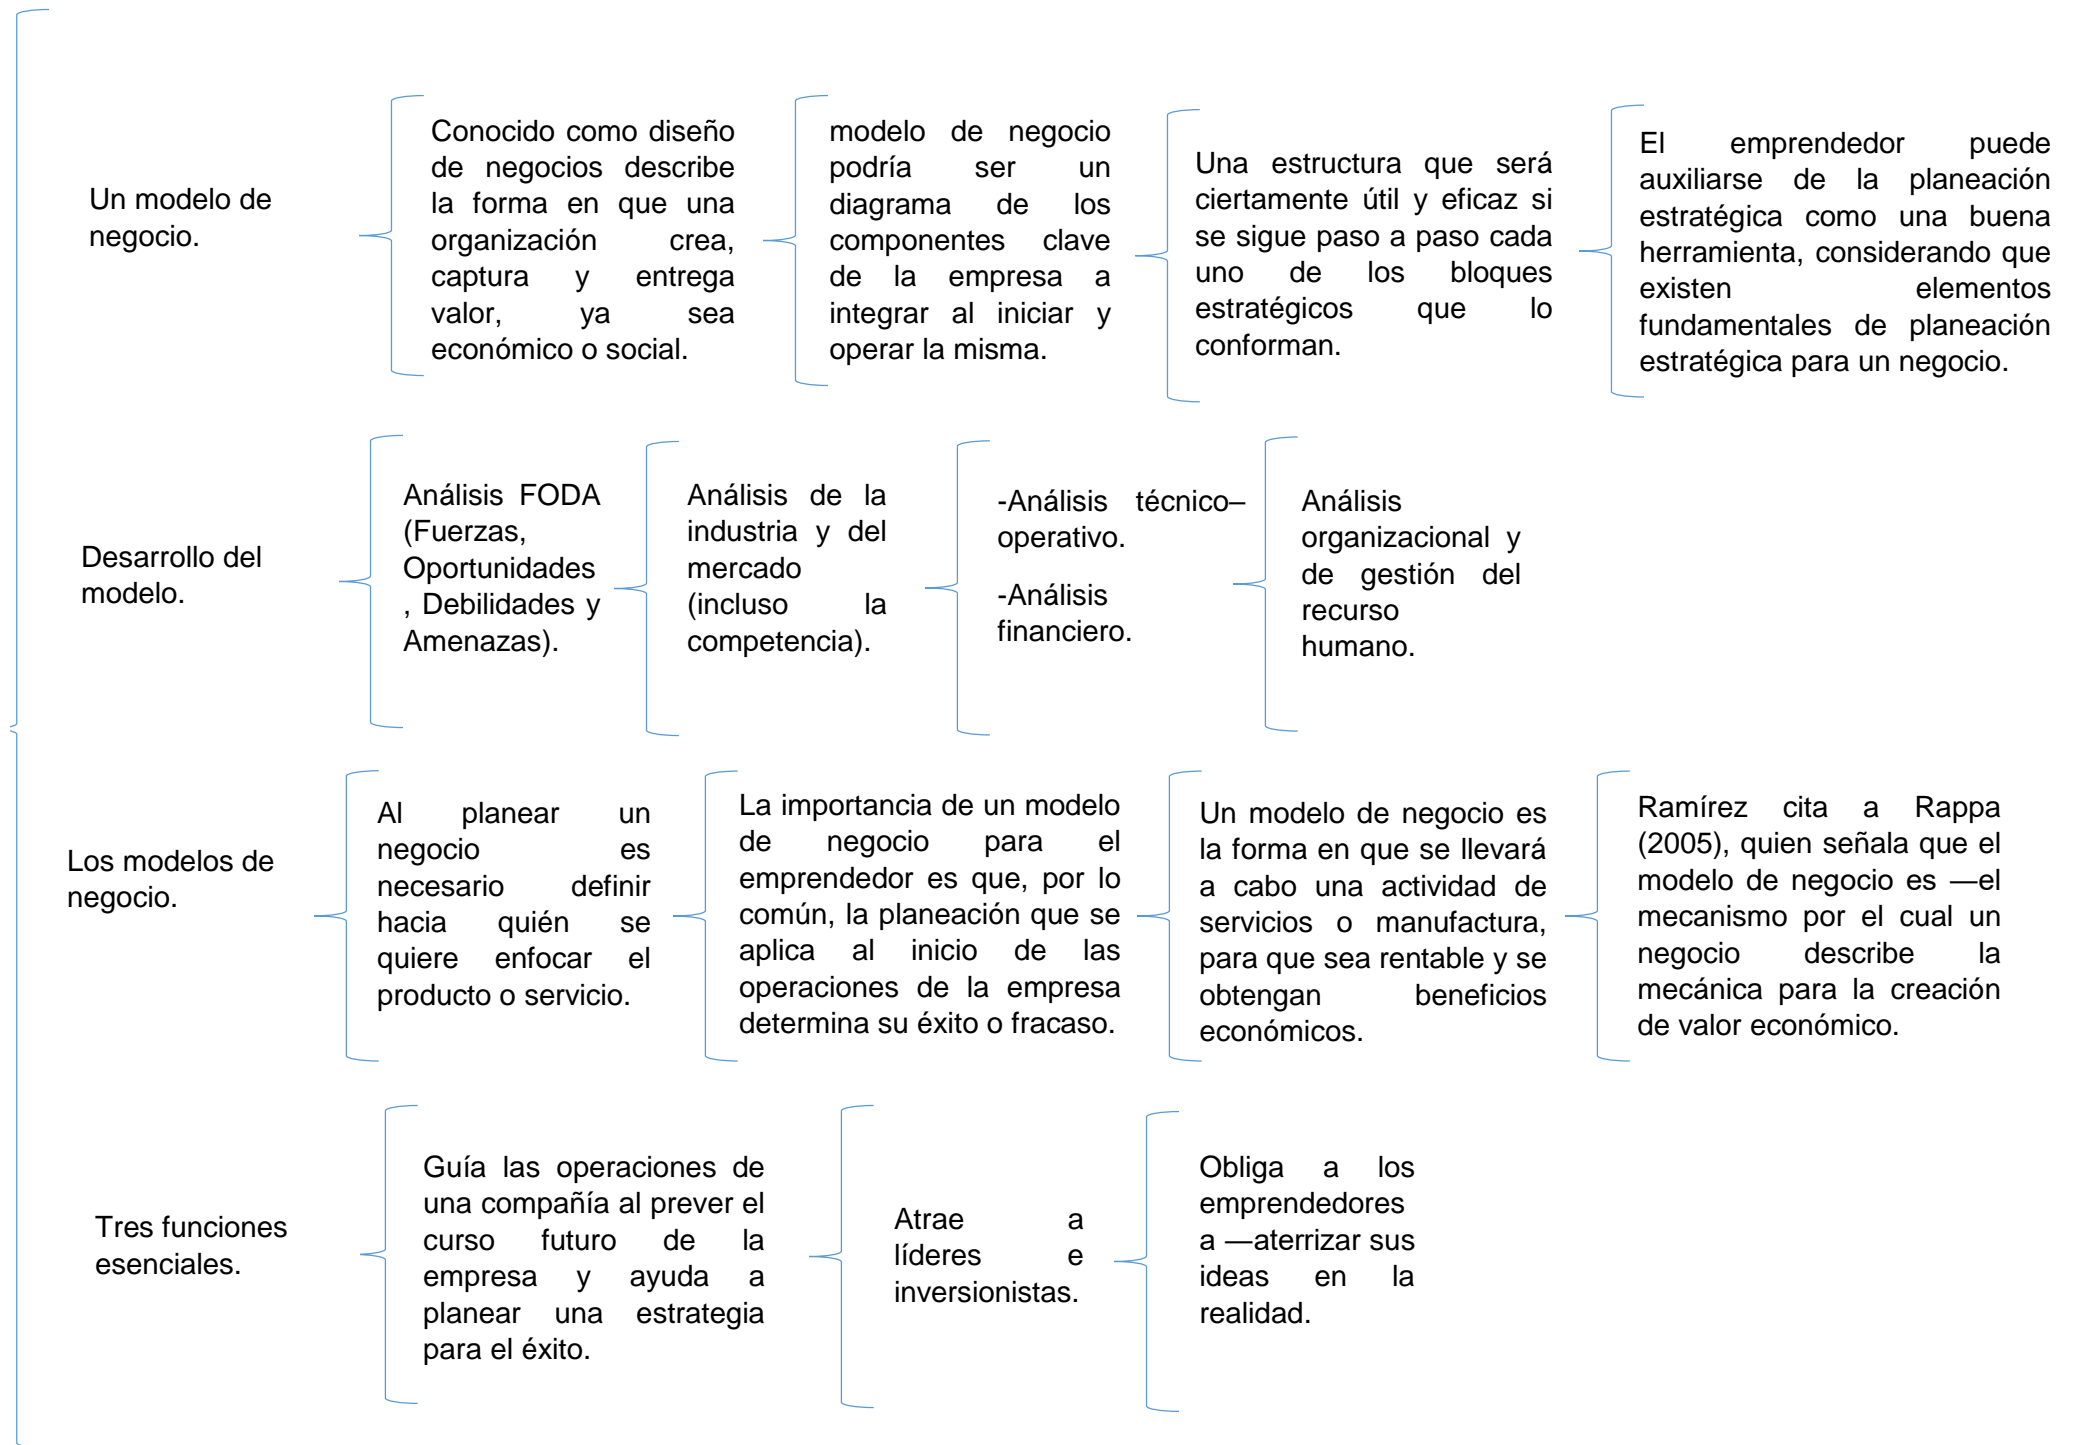 Un modelo de
negocio.
Conocido como diseño
de negocios describe
la forma en que una
organización crea,
captura y entrega
valor, ya sea
económico o social.
modelo de negocio
podría ser un
diagrama de los
componentes clave
de la empresa a
integrar al iniciar y
operar la misma.
Una estructura que será
ciertamente útil y eficaz si
se sigue paso a paso cada
uno de los bloques
estratégicos que lo
conforman.
El emprendedor puede
auxiliarse de la planeación
estratégica como una buena
herramienta, considerando que
existen elementos
fundamentales de planeación
estratégica para un negocio.
Desarrollo del
modelo.
Análisis FODA
(Fuerzas,
Oportunidades
, Debilidades y
Amenazas).
Análisis de la
industria y del
mercado
(incluso la
competencia).
-Análisis técnico–
operativo.
-Análisis
financiero.
Análisis
organizacional y
de gestión del
recurso
humano.
Los modelos de
negocio.
Al planear un
negocio es
necesario definir
hacia quién se
quiere enfocar el
producto o servicio.
La importancia de un modelo
de negocio para el
emprendedor es que, por lo
común, la planeación que se
aplica al inicio de las
operaciones de la empresa
determina su éxito o fracaso.
Un modelo de negocio es
la forma en que se llevará
a cabo una actividad de
servicios o manufactura,
para que sea rentable y se
obtengan beneficios
económicos.
Ramírez cita a Rappa
(2005), quien señala que el
modelo de negocio es ―el
mecanismo por el cual un
negocio describe la
mecánica para la creación
de valor económico.
Tres funciones
esenciales.
Guía las operaciones de
una compañía al prever el
curso futuro de la
empresa y ayuda a
planear una estrategia
para el éxito.
Atrae a
líderes e
inversionistas.
Obliga a los
emprendedores
a ―aterrizar sus
ideas en la
realidad.